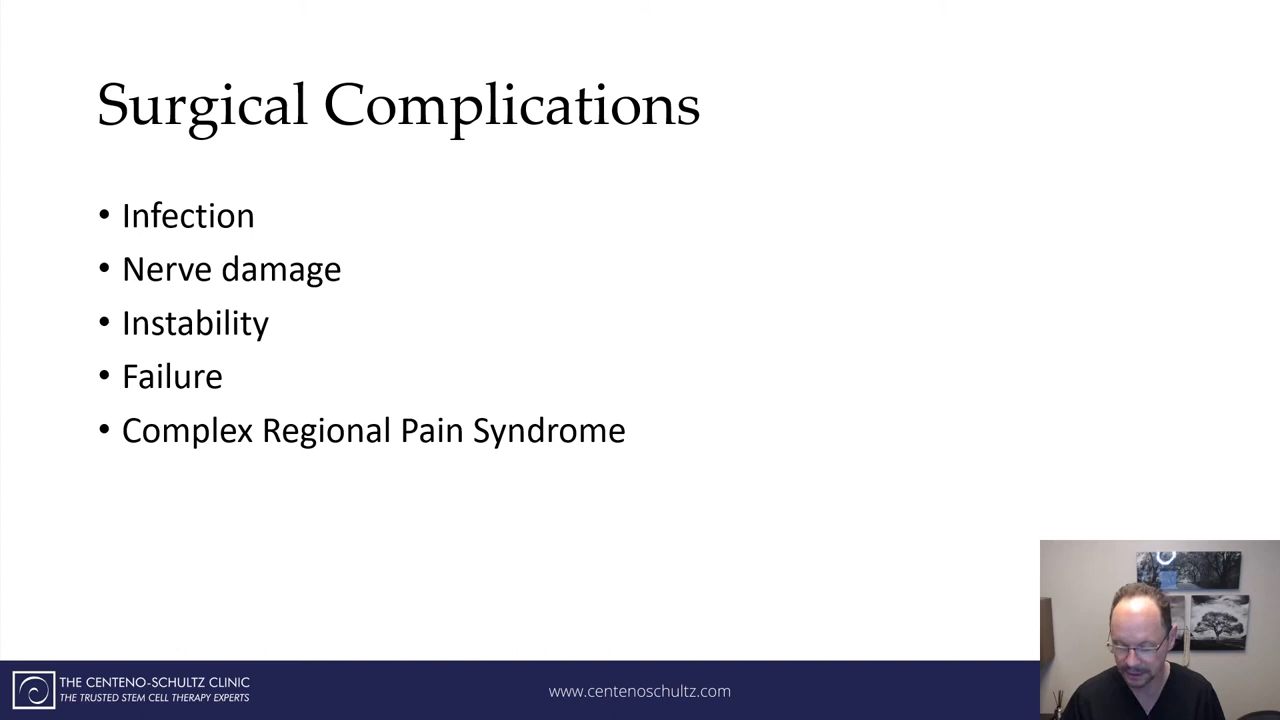 Surgical Complications
• Infection
• Nerve damage
• Instability
• Failure
• Complex Regional Pain Syndrome
THE CENTENO-SCHULTZ CLINIC
THE TRUSTED STEM CELL THERAPY EXPERTS
www.centenoschultz.com